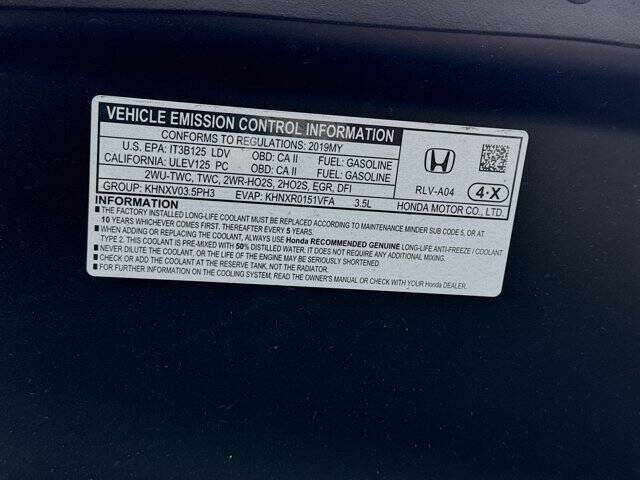 VEHICLE EMISSION CONTROL INFORMATION
CONFORMS TO REGULATIONS: 2019MY
U.S. EPA: IT3B125 LDV OBD: CA II FUEL: GASOLINE
CALIFORNIA: ULEV125 PC OBD: CA II FUEL: GASOLINE
2WU-TWC, TWC, 2WR-HO2S, 2HO2S, EGR, DFI
GROUP: KHNXV03.5PH3 EVAP: KHNXR0151VFA 3.5L
RLV-A04
4-X
HONDA MOTOR CO., LTD.
INFORMATION
■ THE FACTORY INSTALLED LONG-LIFE COOLANT MUST BE REPLACED ACCORDING TO MAINTENANCE MINDER SUB CODE 5, OR AT
10 YEARS WHICHEVER COMES FIRST. THEREAFTER EVERY 5 YEARS.
■ WHEN ADDING OR REPLACING COOLANT, ALWAYS USE Honda RECOMMENDED GENUINE LONG-LIFE ANTI-FREEZE / COOLANT
TYPE 2. THIS COOLANT IS PRE-MIXED WITH 50% DISTILLED WATER. IT DOES NOT REQUIRE ANY ADDITIONAL MIXING.
■ NEVER DILUTE THE COOLANT, OR THE LIFE OF THE ENGINE MAY BE SERIOUSLY SHORTENED.
■ CHECK OR ADD COOLANT AT THE RESERVE TANK, NOT THE RADIATOR.
■ FOR FURTHER INFORMATION ON THE COOLING SYSTEM, READ THE OWNER'S MANUAL OR CHECK WITH YOUR Honda DEALER.